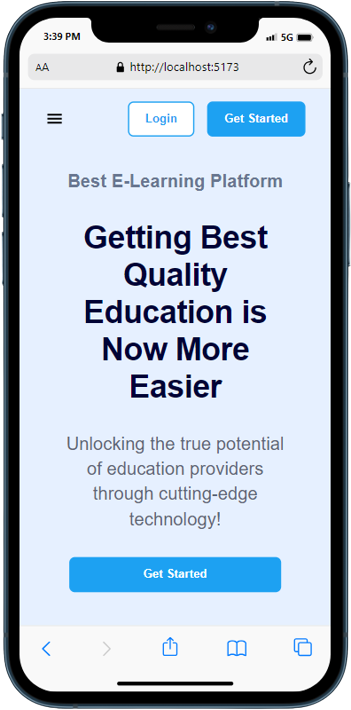 3:39 PM 5G
AA http://localhost:5173
Login Get Started
Best E-Learning Platform
Getting Best
Quality
Education is
Now More
Easier
Unlocking the true potential
of education providers
through cutting-edge
technology!
Get Started